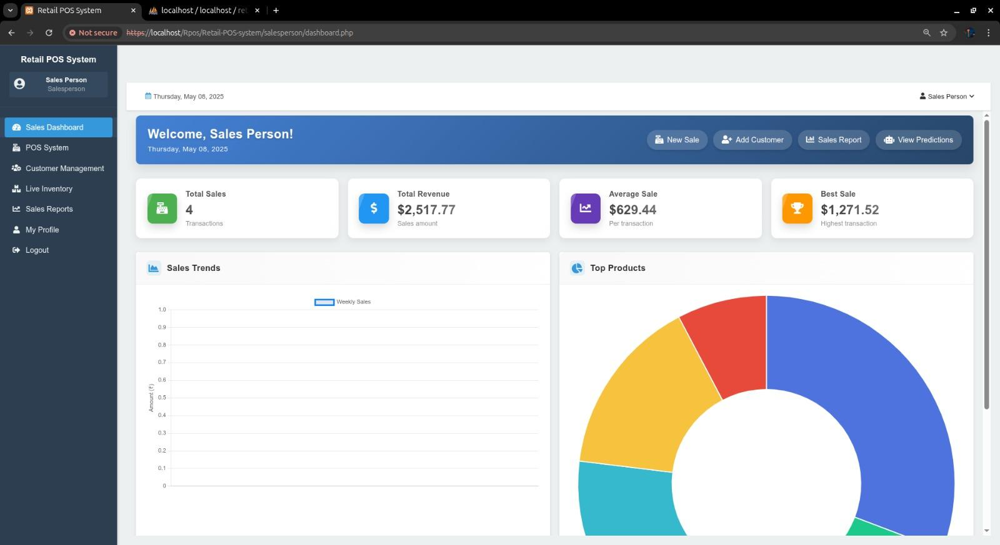 Retail POS System
localhost / localhost / ret
Not secure
https://localhost/Rpos/Retail-POS-system/salesperson/dashboard.php
Retail POS System
Sales Person
Salesperson
Sales Dashboard
POS System
Customer Management
Live Inventory
Sales Reports
My Profile
Logout
Thursday, May 08, 2025
Sales Person
Welcome, Sales Person!
Thursday, May 08, 2025
New Sale
Add Customer
Sales Report
View Predictions
Total Sales
4
Transactions
Total Revenue
$2,517.77
Sales amount
Average Sale
$629.44
Per transaction
Best Sale
$1,271.52
Highest transaction
Sales Trends
Weekly Sales
1.0
0.9
0.8
0.7
0.6
0.5
0.4
0.3
0.2
0.1
0
Amount (₹)
Top Products